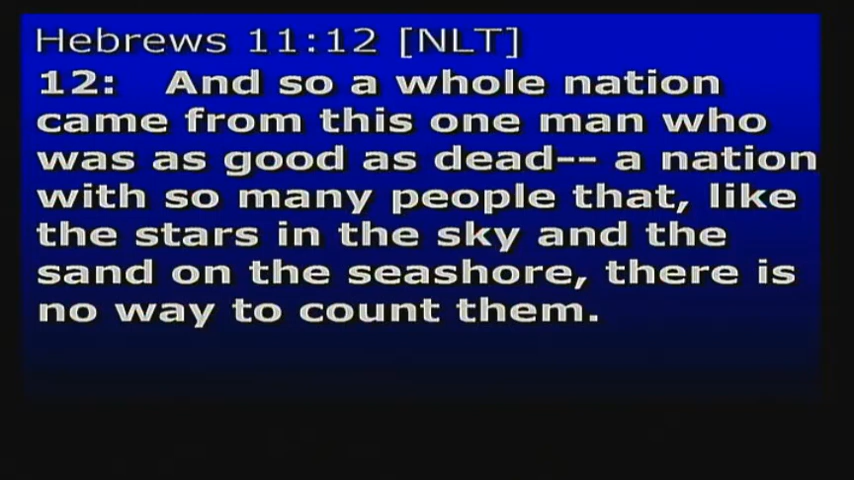 Hebrews 11:12 [NLT]
12: And so a whole nation
came from this one man who
was as good as dead-- a nation
with so many people that, like
the stars in the sky and the
sand on the seashore, there is
no way to count them.